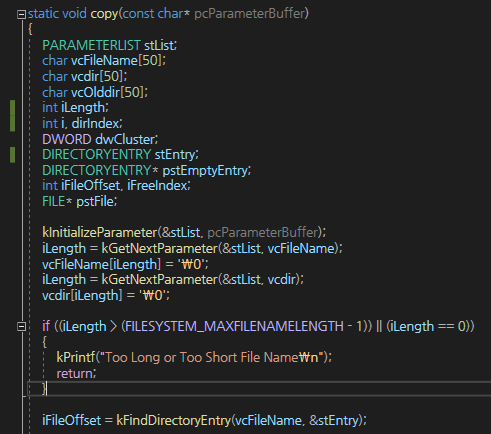 static void copy(const char* pcParameterBuffer)
{
PARAMETERLIST stList;
char vcFileName[50];
char vcdir[50];
char vcOlddir[50];
int iLength;
int i, dirIndex;
DWORD dwCluster;
DIRECTORYENTRY stEntry;
DIRECTORYENTRY* pstEmptyEntry;
int iFileOffset, iFreeIndex;
FILE* pstFile;
kInitializeParameter(&stList, pcParameterBuffer);
iLength = kGetNextParameter(&stList, vcFileName);
vcFileName[iLength] = '₩0';
iLength = kGetNextParameter(&stList, vcdir);
vcdir[iLength] = '₩0';
if ((iLength > (FILESYSTEM_MAXFILENAMELENGTH - 1)) || (iLength == 0))
{
kPrintf("Too Long or Too Short File Name₩n");
return;
}
iFileOffset = kFindDirectoryEntry(vcFileName, &stEntry);